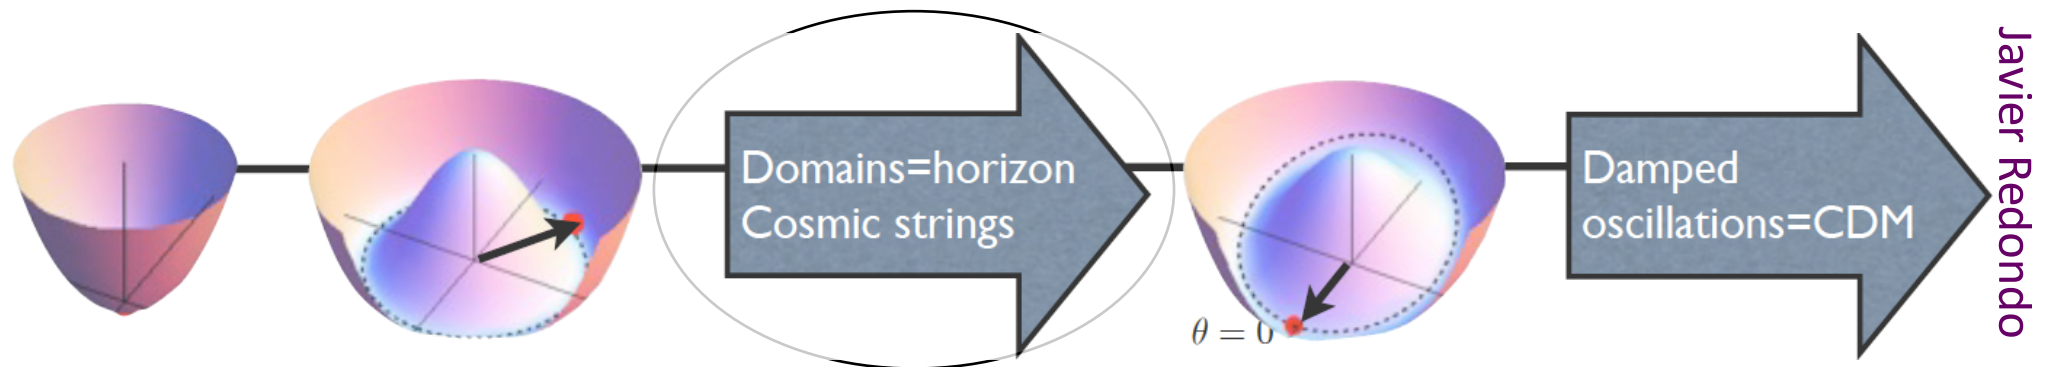 Domains=horizon
Cosmic strings
θ = 0
Damped
oscillations=CDM
Javier Redondo